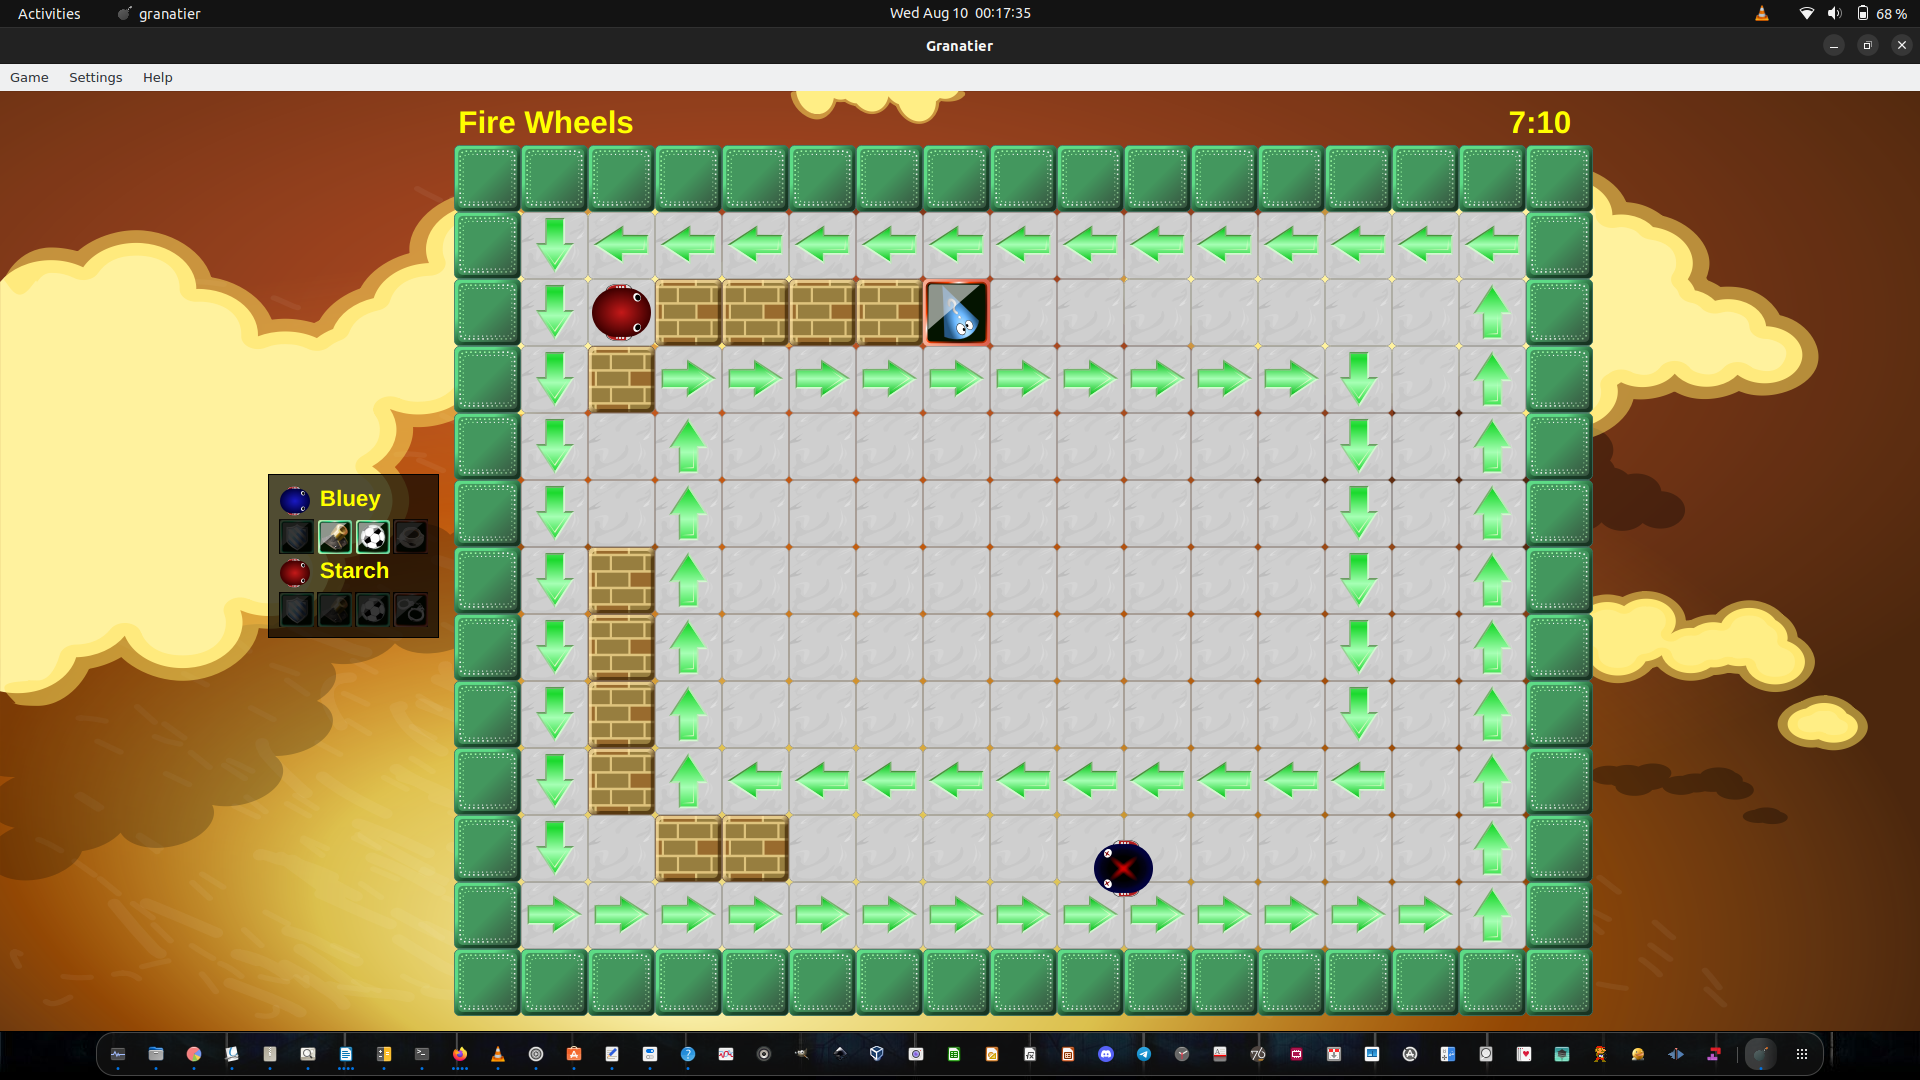 Activities granatier Wed Aug 10 00:17:35 68 %
Granatier
Game Settings Help
Fire Wheels 7:10
Bluey
Starch